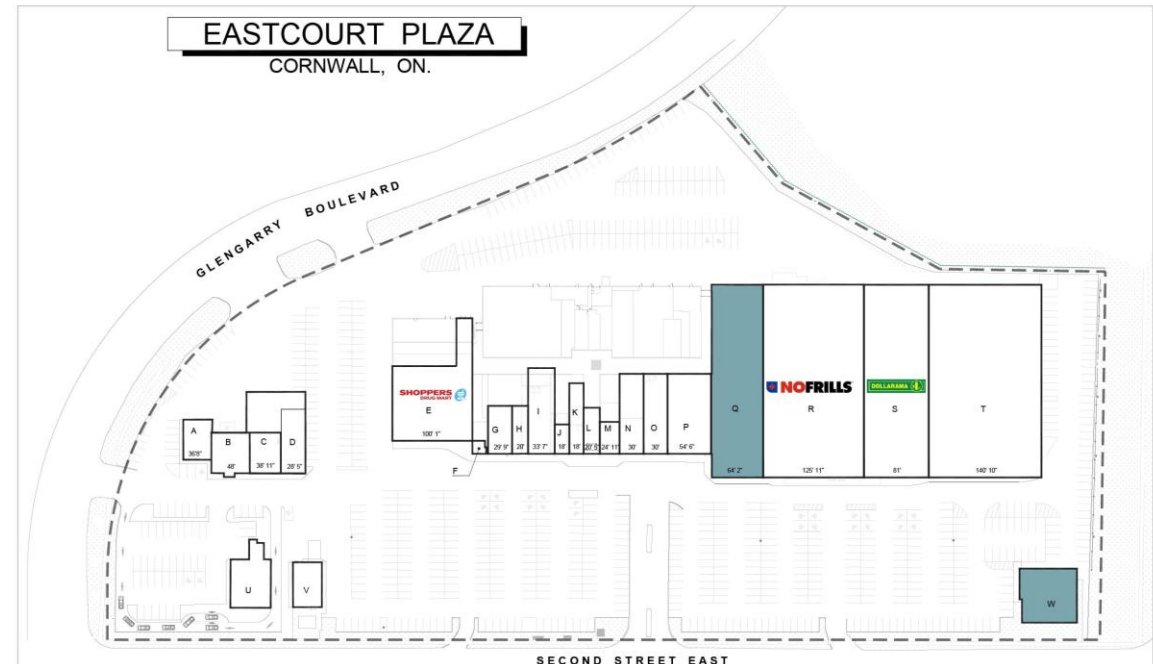 EASTCOURT PLAZA
CORNWALL, ON.
GLENGARRY BOULEVARD
A
36'8"
B
48'
C
38' 11"
D
28' 5"
SHOPPERS
DRUG MART
E
100' 1"
F
G
29' 9"
H
20'
I
33' 7"
J
18'
K
18'
L
M
24' 11"
N
30'
O
30'
P
54' 6"
Q
64' 2"
NOFRILLS
R
125' 11"
DOLLARAMA
S
81'
T
140' 10"
U
V
W
SECOND STREET EAST